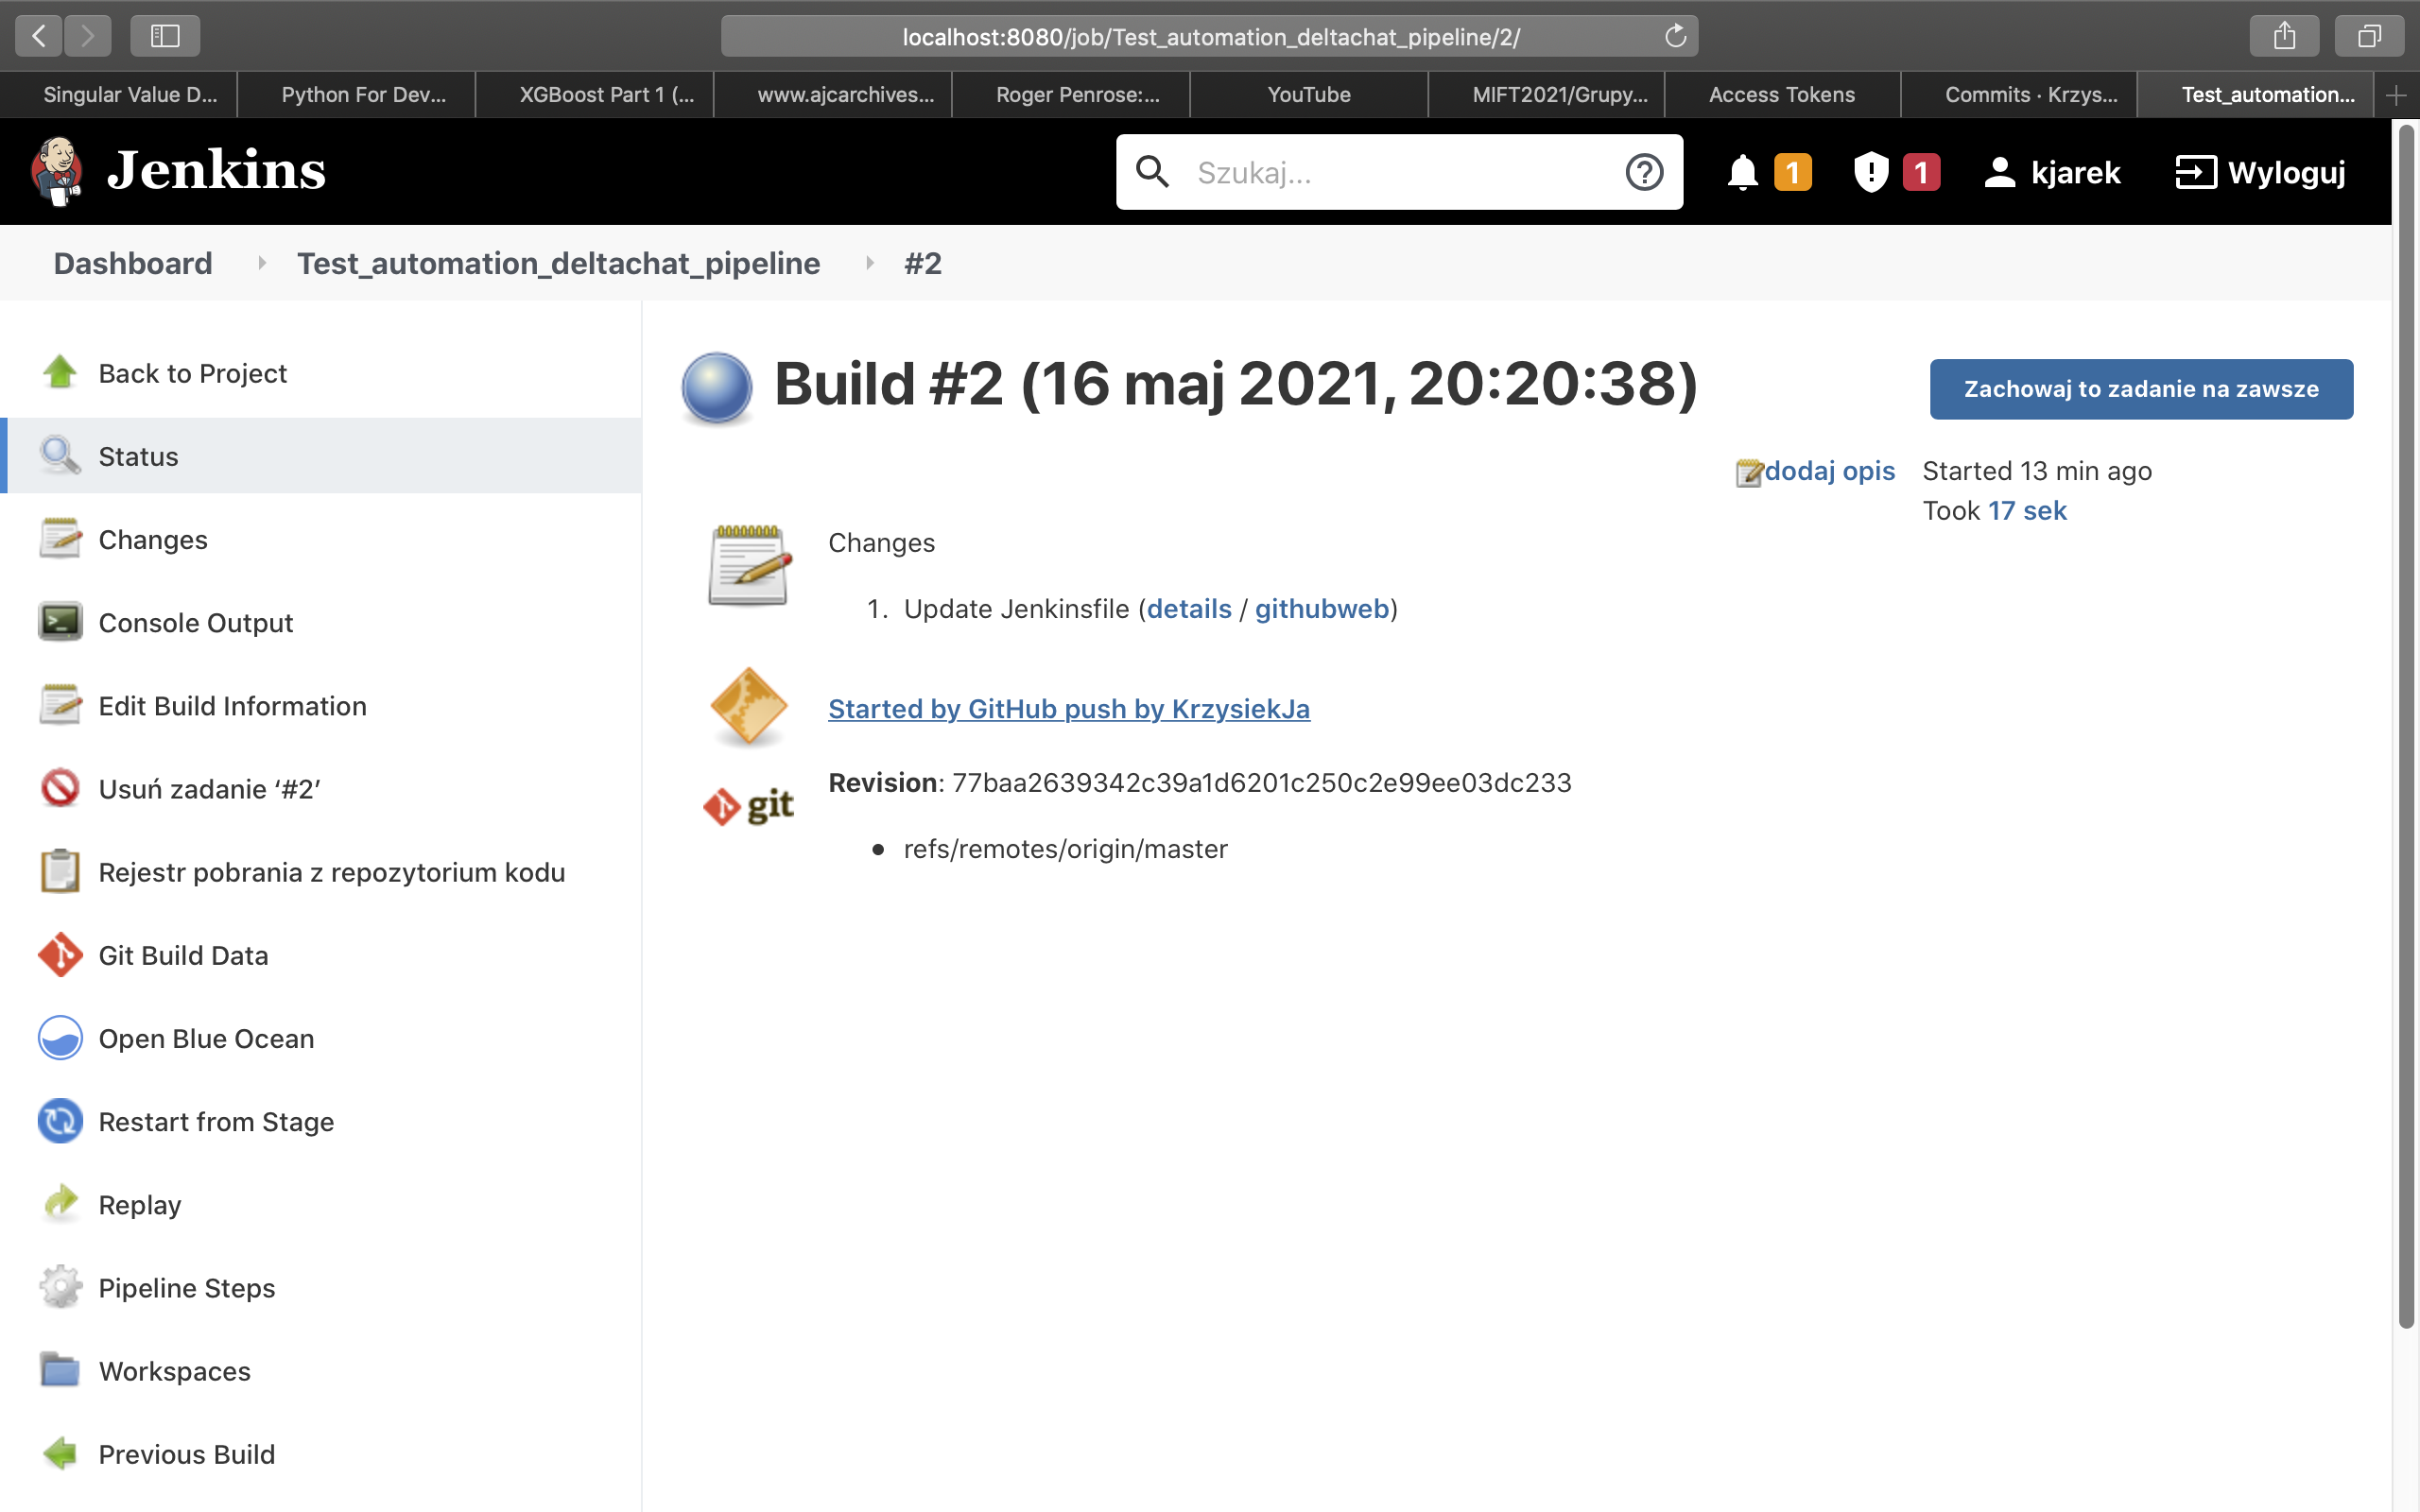 localhost:8080/job/Test_automation_deltachat_pipeline/2/
Singular Value D... Python For Dev... XGBoost Part 1 (... www.ajcarchives... Roger Penrose:... YouTube MIFT2021/Grupy... Access Tokens Commits · Krzys... Test_automation...
Jenkins Szukaj... 1 1 kjarek Wyloguj
Dashboard Test_automation_deltachat_pipeline #2
Back to Project
Status
Changes
Console Output
Edit Build Information
Usuń zadanie ‘#2’
Rejestr pobrania z repozytorium kodu
Git Build Data
Open Blue Ocean
Restart from Stage
Replay
Pipeline Steps
Workspaces
Previous Build
Build #2 (16 maj 2021, 20:20:38)
Zachowaj to zadanie na zawsze
dodaj opis Started 13 min ago
Took 17 sek
Changes
1. Update Jenkinsfile (details / githubweb)
Started by GitHub push by KrzysiekJa
git Revision: 77baa2639342c39a1d6201c250c2e99ee03dc233
• refs/remotes/origin/master